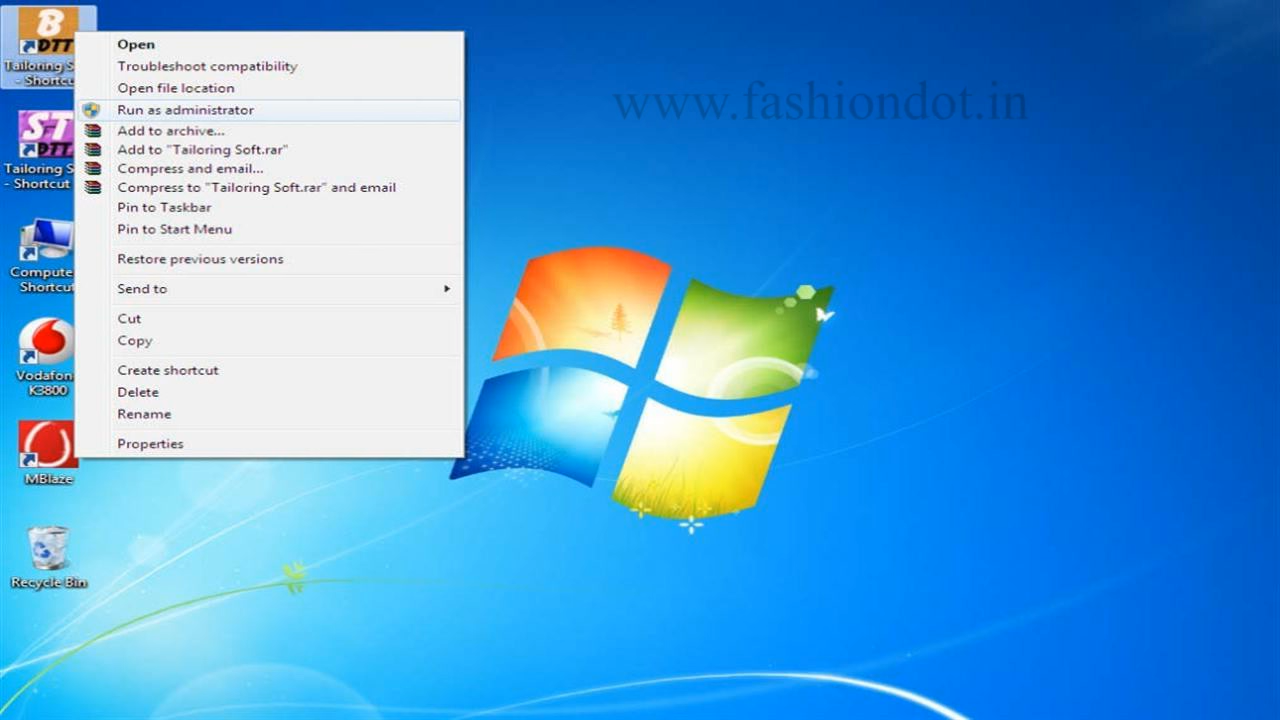 B
DTT
Tailoring S
- Shortcu
ST
DTT
Tailoring S
- Shortcut
Compute
Shortcut
Vodafon
K3800
MBlaze
Recycle Bin
Open
Troubleshoot compatibility
Open file location
Run as administrator
Add to archive...
Add to "Tailoring Soft.rar"
Compress and email...
Compress to "Tailoring Soft.rar" and email
Pin to Taskbar
Pin to Start Menu
Restore previous versions
Send to
Cut
Copy
Create shortcut
Delete
Rename
Properties
www.fashiondot.in